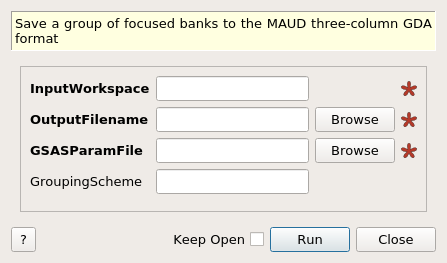 Save a group of focused banks to the MAUD three-column GDA
format
InputWorkspace
OutputFilename Browse
GSASParamFile Browse
GroupingScheme
? Keep Open Run Close